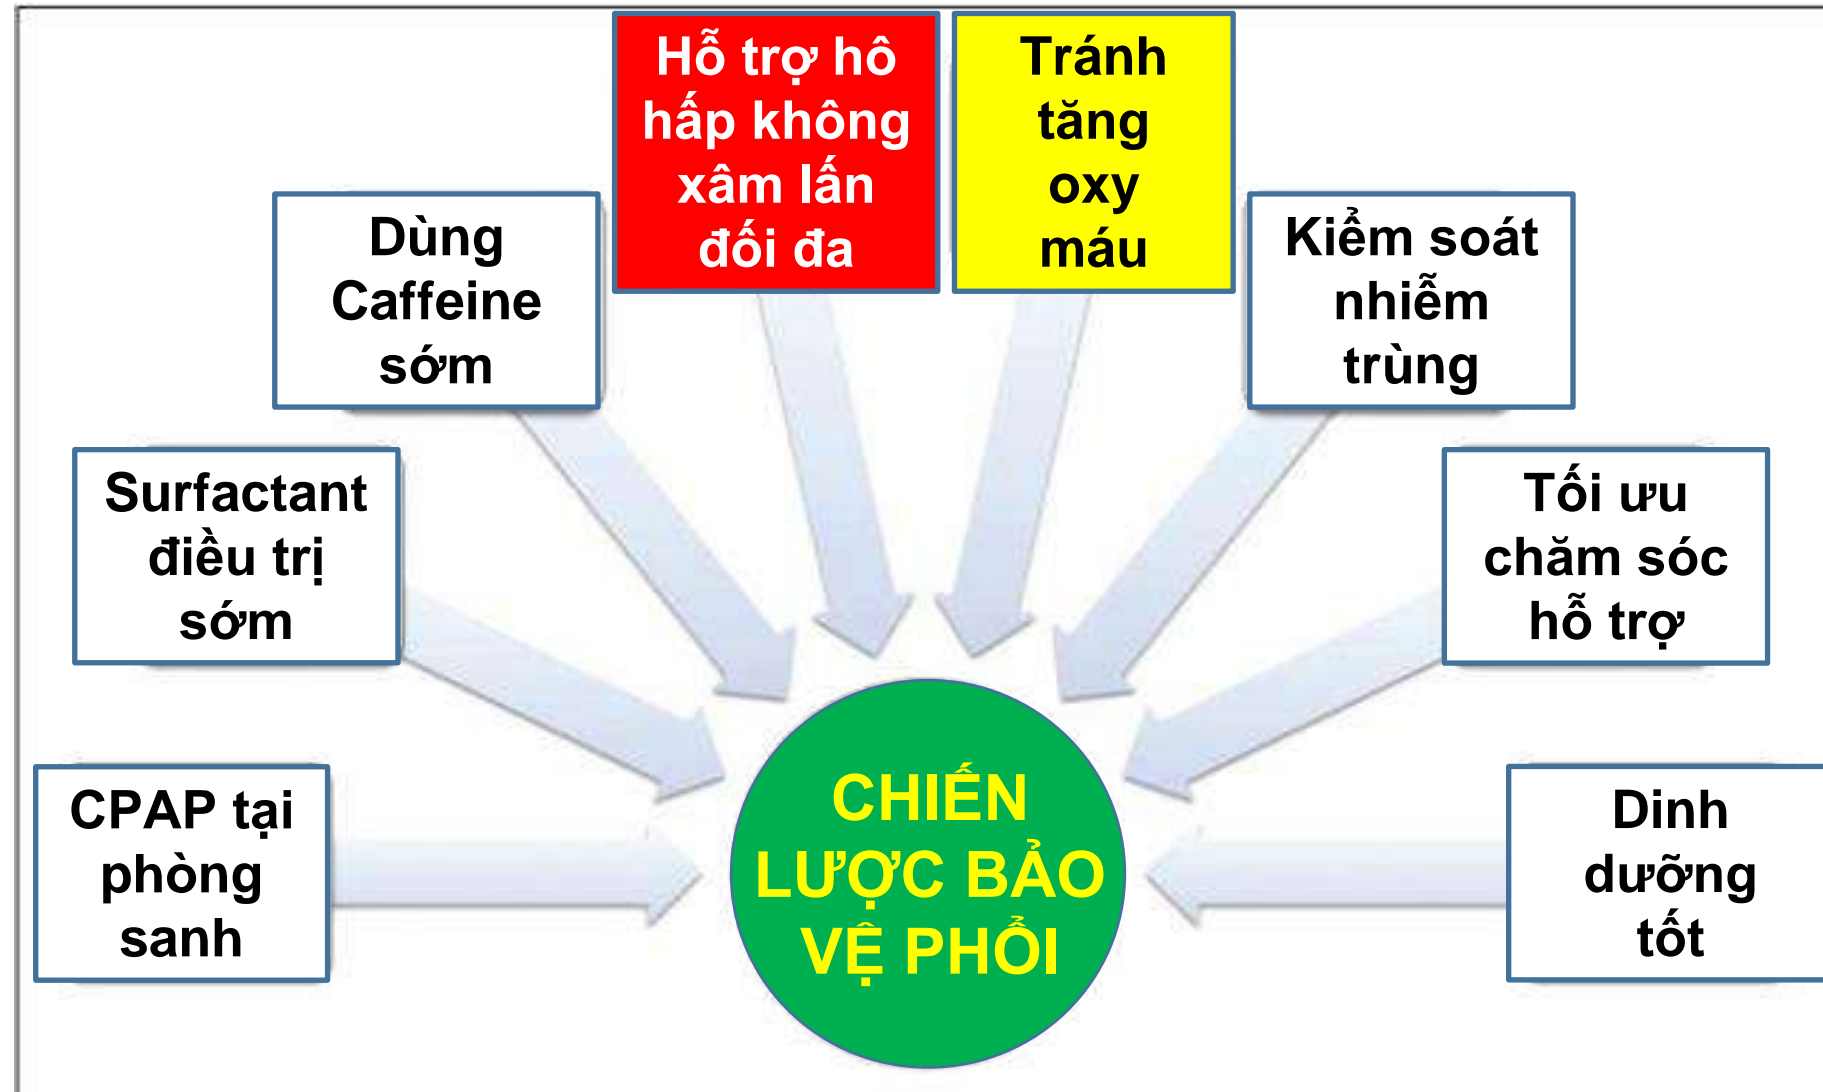 Hỗ trợ hô
hấp không
xâm lấn
đối đa
Tránh
tăng
oxy
máu
Dùng
Caffeine
sớm
Kiểm soát
nhiễm
trùng
Surfactant
điều trị
sớm
Tối ưu
chăm sóc
hỗ trợ
CPAP tại
phòng
sanh
CHIẾN
LƯỢC BẢO
VỆ PHỔI
Dinh
dưỡng
tốt